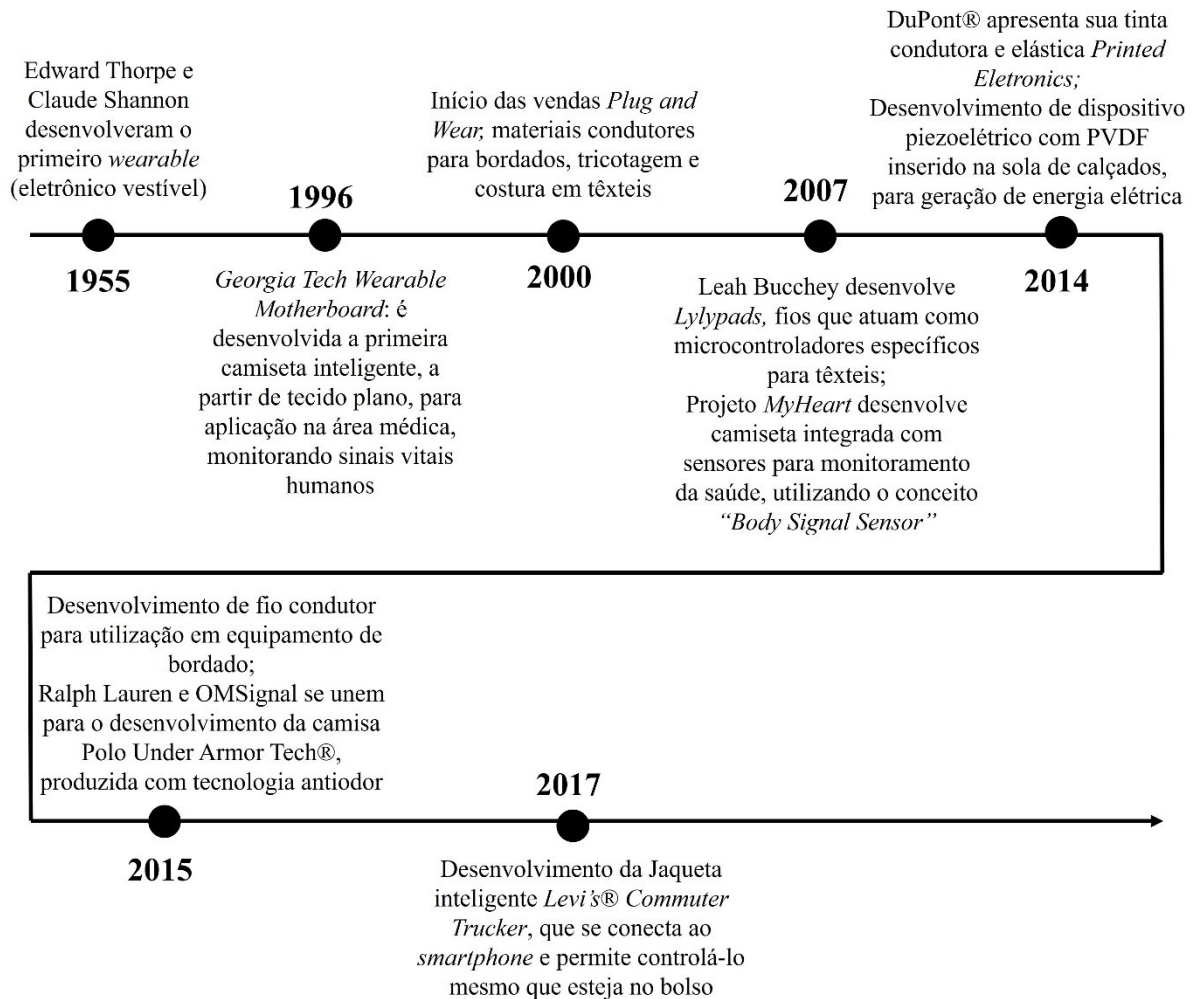 Edward Thorpe e
Claude Shannon
desenvolveram o
primeiro wearable
(eletrônico vestível)
1955
1996
Georgia Tech Wearable
Motherboard: é
desenvolvida a primeira
camiseta inteligente, a
partir de tecido plano, para
aplicação na área médica,
monitorando sinais vitais
humanos
Início das vendas Plug and
Wear, materiais condutores
para bordados, tricotagem e
costura em têxteis
2000
2007
Leah Bucchey desenvolve
Lylypads, fios que atuam como
microcontroladores específicos
para têxteis;
Projeto MyHeart desenvolve
camiseta integrada com
sensores para monitoramento
da saúde, utilizando o conceito
“Body Signal Sensor”
DuPont® apresenta sua tinta
condutora e elástica Printed
Eletronics;
Desenvolvimento de dispositivo
piezoelétrico com PVDF
inserido na sola de calçados,
para geração de energia elétrica
2014
Desenvolvimento de fio condutor
para utilização em equipamento de
bordado;
Ralph Lauren e OMSignal se unem
para o desenvolvimento da camisa
Polo Under Armor Tech®,
produzida com tecnologia antiodor
2015
2017
Desenvolvimento da Jaqueta
inteligente Levi’s® Commuter
Trucker, que se conecta ao
smartphone e permite controlá-lo
mesmo que esteja no bolso